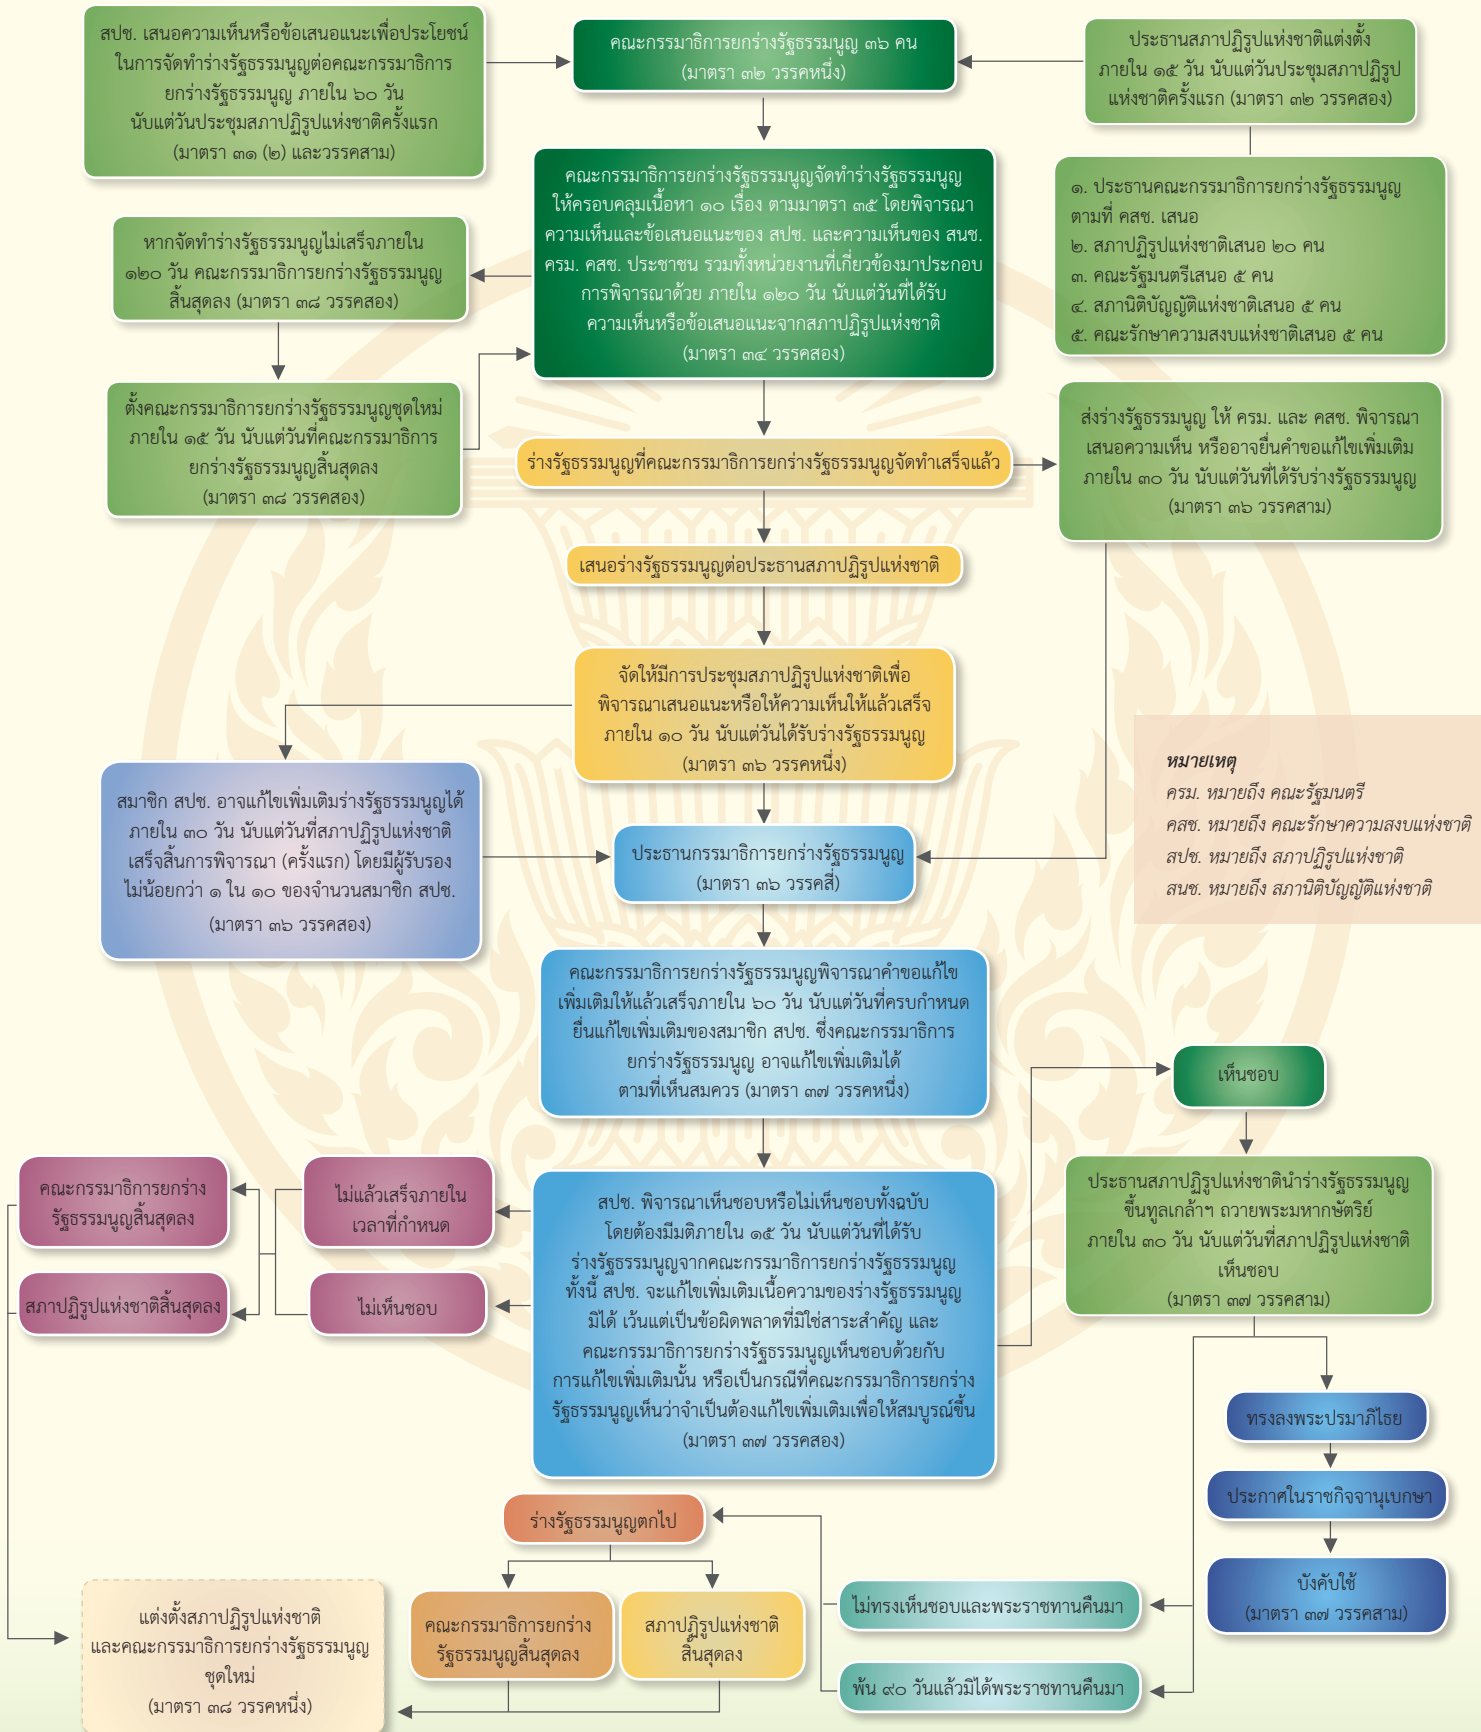 สปช. เสนอความเห็นหรือข้อเสนอแนะเพื่อประโยชน์
ในการจัดทำร่างรัฐธรรมนูญต่อคณะกรรมาธิการ
ยกร่างรัฐธรรมนูญ ภายใน ๖๐ วัน
นับแต่วันประชุมสภาปฏิรูปแห่งชาติครั้งแรก
(มาตรา ๓๑ (๒) และวรรคสาม)
คณะกรรมาธิการยกร่างรัฐธรรมนูญ ๓๖ คน
(มาตรา ๓๒ วรรคหนึ่ง)
ประธานสภาปฏิรูปแห่งชาติแต่งตั้ง
ภายใน ๑๕ วัน นับแต่วันประชุมสภาปฏิรูป
แห่งชาติครั้งแรก (มาตรา ๓๒ วรรคสอง)
๑. ประธานคณะกรรมาธิการยกร่างรัฐธรรมนูญ
ตามที่ คสช. เสนอ
๒. สภาปฏิรูปแห่งชาติเสนอ ๒๐ คน
๓. คณะรัฐมนตรีเสนอ ๕ คน
๔. สภานิติบัญญัติแห่งชาติเสนอ ๕ คน
๕. คณะรักษาความสงบแห่งชาติเสนอ ๕ คน
คณะกรรมาธิการยกร่างรัฐธรรมนูญจัดทำร่างรัฐธรรมนูญ
ให้ครอบคลุมเนื้อหา ๑๐ เรื่อง ตามมาตรา ๓๕ โดยพิจารณา
ความเห็นและข้อเสนอแนะของ สปช. และความเห็นของ สนช.
ครม. คสช. ประชาชน รวมทั้งหน่วยงานที่เกี่ยวข้องมาประกอบ
การพิจารณาด้วย ภายใน ๑๒๐ วัน นับแต่วันที่ได้รับ
ความเห็นหรือข้อเสนอแนะจากสภาปฏิรูปแห่งชาติ
(มาตรา ๓๔ วรรคสอง)
หากจัดทำร่างรัฐธรรมนูญไม่เสร็จภายใน
๑๒๐ วัน คณะกรรมาธิการยกร่างรัฐธรรมนูญ
สิ้นสุดลง (มาตรา ๓๘ วรรคสอง)
ตั้งคณะกรรมาธิการยกร่างรัฐธรรมนูญชุดใหม่
ภายใน ๑๕ วัน นับแต่วันที่คณะกรรมาธิการ
ยกร่างรัฐธรรมนูญสิ้นสุดลง
(มาตรา ๓๘ วรรคสอง)
ร่างรัฐธรรมนูญที่คณะกรรมาธิการยกร่างรัฐธรรมนูญจัดทำเสร็จแล้ว
ส่งร่างรัฐธรรมนูญ ให้ ครม. และ คสช. พิจารณา
เสนอความเห็น หรืออาจยื่นคำขอแก้ไขเพิ่มเติม
ภายใน ๓๐ วัน นับแต่วันที่ได้รับร่างรัฐธรรมนูญ
(มาตรา ๓๖ วรรคสาม)
เสนอร่างรัฐธรรมนูญต่อประธานสภาปฏิรูปแห่งชาติ
จัดให้มีการประชุมสภาปฏิรูปแห่งชาติเพื่อ
พิจารณาเสนอแนะหรือให้ความเห็นให้แล้วเสร็จ
ภายใน ๑๐ วัน นับแต่วันได้รับร่างรัฐธรรมนูญ
(มาตรา ๓๖ วรรคหนึ่ง)
หมายเหตุ
ครม. หมายถึง คณะรัฐมนตรี
คสช. หมายถึง คณะรักษาความสงบแห่งชาติ
สปช. หมายถึง สภาปฏิรูปแห่งชาติ
สนช. หมายถึง สภานิติบัญญัติแห่งชาติ
สมาชิก สปช. อาจแก้ไขเพิ่มเติมร่างรัฐธรรมนูญได้
ภายใน ๓๐ วัน นับแต่วันที่สภาปฏิรูปแห่งชาติ
เสร็จสิ้นการพิจารณา (ครั้งแรก) โดยมีผู้รับรอง
ไม่น้อยกว่า ๑ ใน ๑๐ ของจำนวนสมาชิก สปช.
(มาตรา ๓๖ วรรคสอง)
ประธานกรรมาธิการยกร่างรัฐธรรมนูญ
(มาตรา ๓๖ วรรคสี่)
คณะกรรมาธิการยกร่างรัฐธรรมนูญพิจารณาคำขอแก้ไข
เพิ่มเติมให้แล้วเสร็จภายใน ๖๐ วัน นับแต่วันที่ครบกำหนด
ยื่นแก้ไขเพิ่มเติมของสมาชิก สปช. ซึ่งคณะกรรมาธิการ
ยกร่างรัฐธรรมนูญ อาจแก้ไขเพิ่มเติมได้
ตามที่เห็นสมควร (มาตรา ๓๗ วรรคหนึ่ง)
เห็นชอบ
คณะกรรมาธิการยกร่าง
รัฐธรรมนูญสิ้นสุดลง
ไม่แล้วเสร็จภายใน
เวลาที่กำหนด
สภาปฏิรูปแห่งชาติสิ้นสุดลง
ไม่เห็นชอบ
สปช. พิจารณาเห็นชอบหรือไม่เห็นชอบทั้งฉบับ
โดยต้องมีมติภายใน ๑๕ วัน นับแต่วันที่ได้รับ
ร่างรัฐธรรมนูญจากคณะกรรมาธิการยกร่างรัฐธรรมนูญ
ทั้งนี้ สปช. จะแก้ไขเพิ่มเติมเนื้อความของร่างรัฐธรรมนูญ
มิได้ เว้นแต่เป็นข้อผิดพลาดที่มิใช่สาระสำคัญ และ
คณะกรรมาธิการยกร่างรัฐธรรมนูญเห็นชอบด้วยกับ
การแก้ไขเพิ่มเติมนั้น หรือเป็นกรณีที่คณะกรรมาธิการยกร่าง
รัฐธรรมนูญเห็นว่าจำเป็นต้องแก้ไขเพิ่มเติมเพื่อให้สมบูรณ์ขึ้น
(มาตรา ๓๗ วรรคสอง)
ประธานสภาปฏิรูปแห่งชาตินำร่างรัฐธรรมนูญ
ขึ้นทูลเกล้าฯ ถวายพระมหากษัตริย์
ภายใน ๓๐ วัน นับแต่วันที่สภาปฏิรูปแห่งชาติ
เห็นชอบ
(มาตรา ๓๗ วรรคสาม)
ทรงลงพระปรมาภิไธย
ประกาศในราชกิจจานุเบกษา
บังคับใช้
(มาตรา ๓๗ วรรคสาม)
ร่างรัฐธรรมนูญตกไป
คณะกรรมาธิการยกร่าง
รัฐธรรมนูญสิ้นสุดลง
สภาปฏิรูปแห่งชาติ
สิ้นสุดลง
ไม่ทรงเห็นชอบและพระราชทานคืนมา
พ้น ๙๐ วันแล้วมิได้พระราชทานคืนมา
แต่งตั้งสภาปฏิรูปแห่งชาติ
และคณะกรรมาธิการยกร่างรัฐธรรมนูญ
ชุดใหม่
(มาตรา ๓๘ วรรคหนึ่ง)